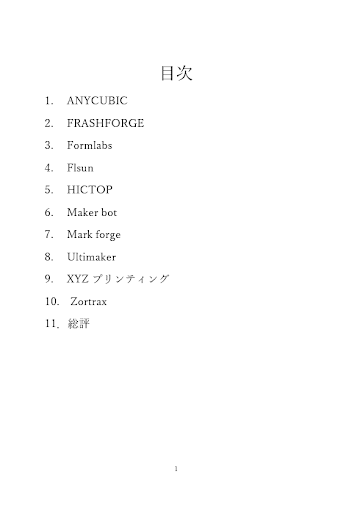 目次
1. ANYCUBIC
2. FRASHFORGE
3. Formlabs
4. Flsun
5. HICTOP
6. Maker bot
7. Mark forge
8. Ultimaker
9. XYZ プリンティング
10. Zortrax
11. 総評
1